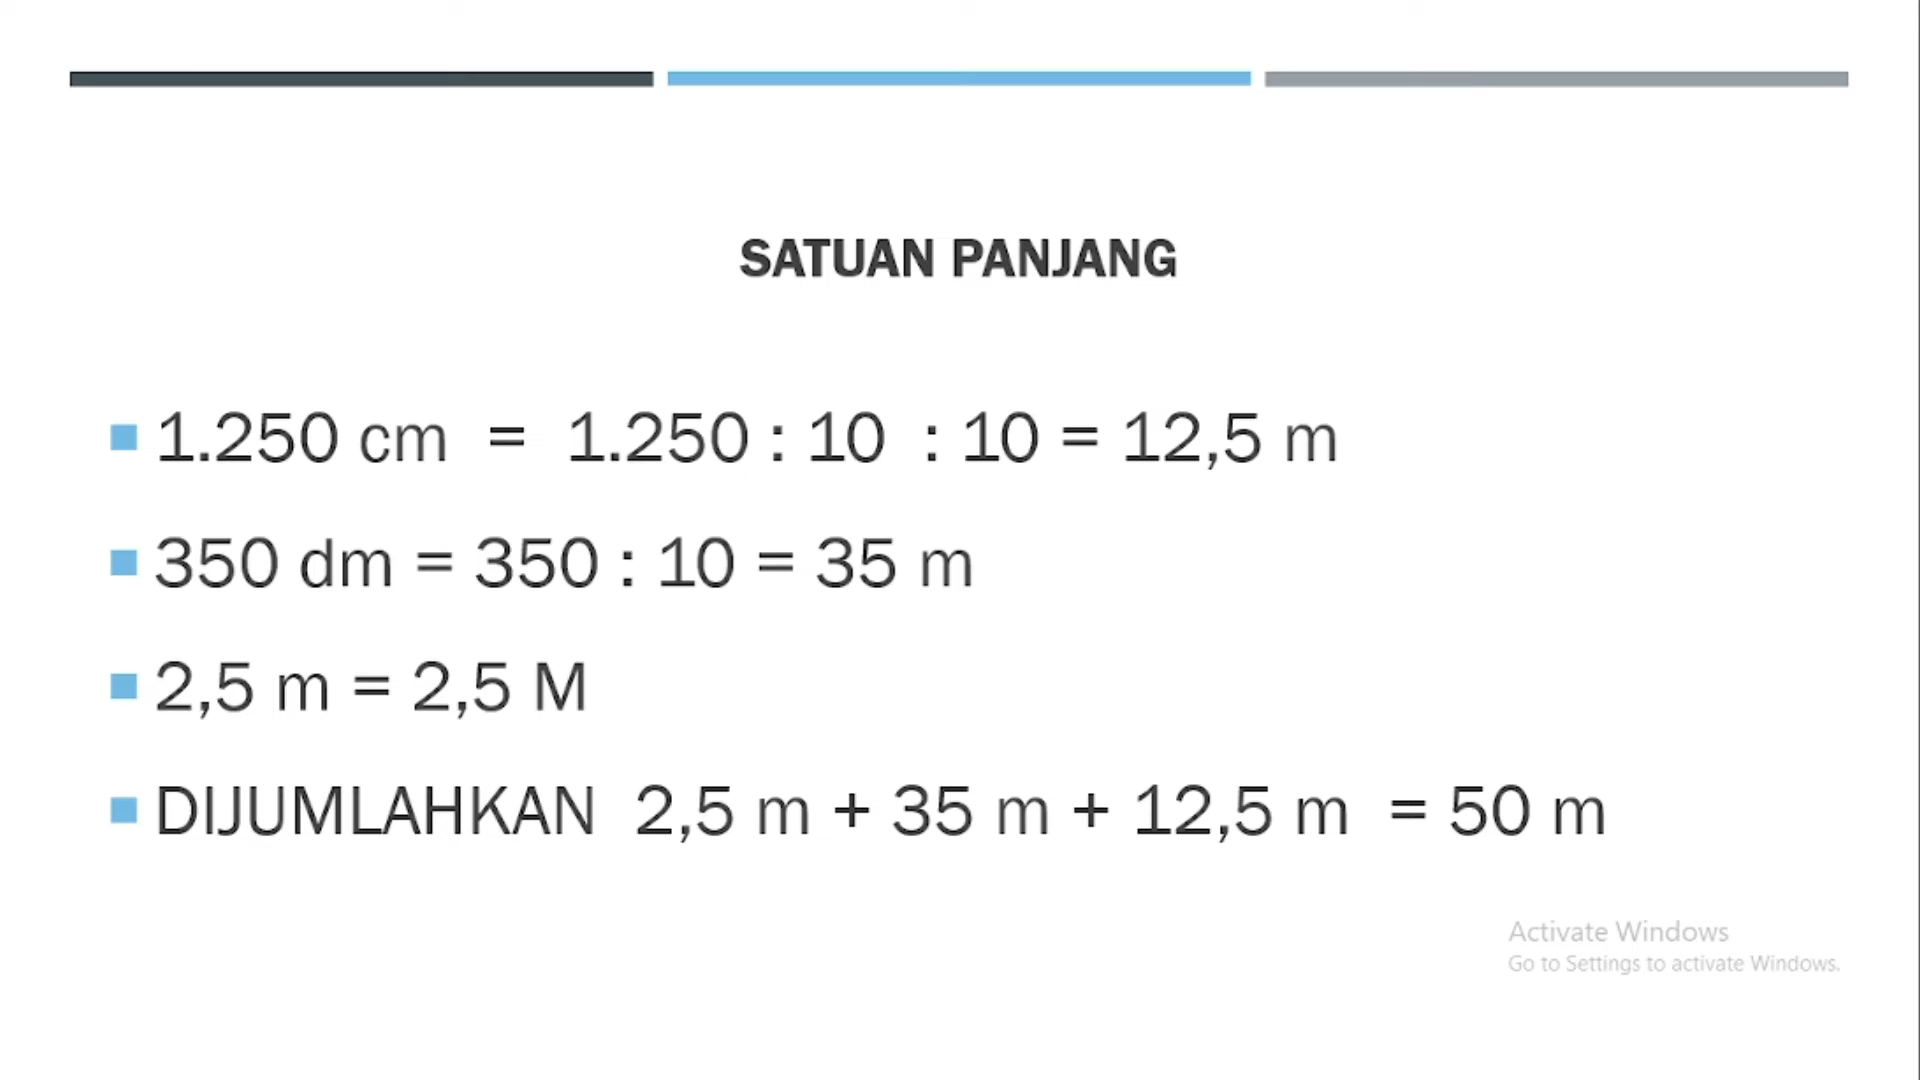 SATUAN PANJANG
1.250 cm = 1.250 : 10 : 10 = 12,5 m
350 dm = 350 : 10 = 35 m
2,5 m = 2,5 M
DIJUMLAHKAN 2,5 m + 35 m + 12,5 m = 50 m
Activate Windows
Go to Settings to activate Windows.